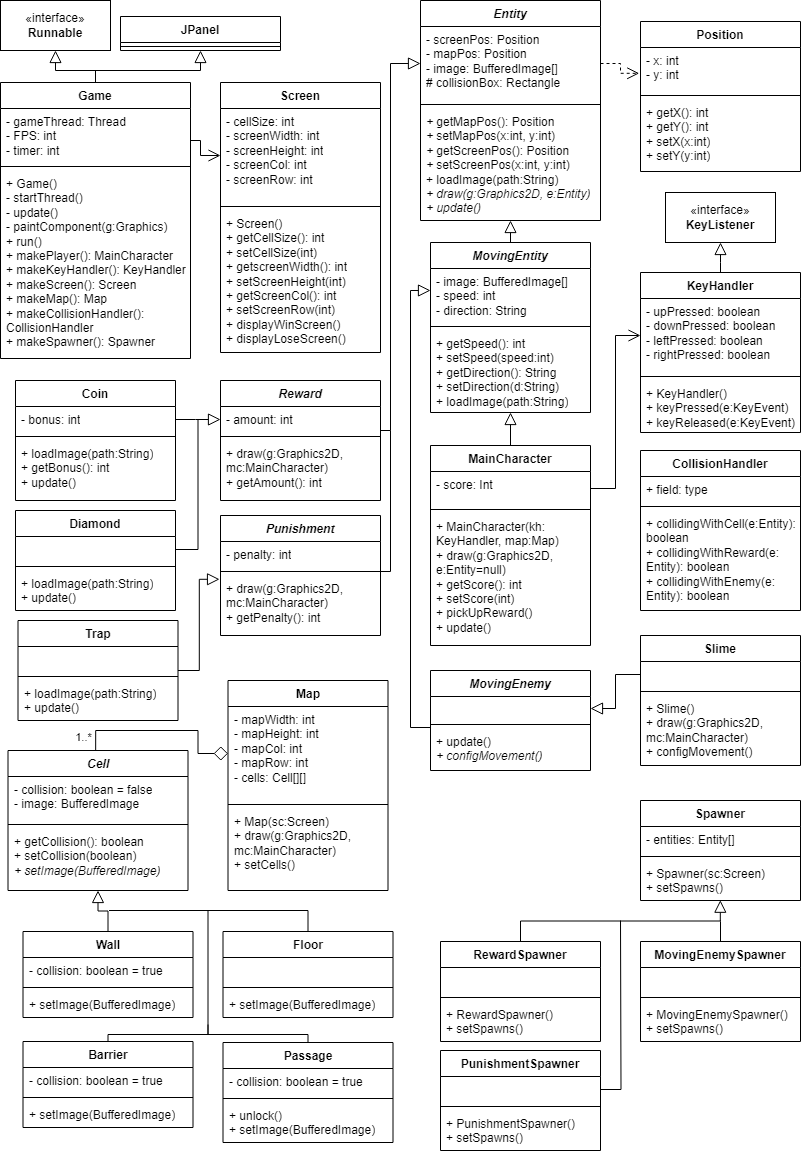 «interface»
Runnable
JPanel
Game
- gameThread: Thread
- FPS: int
- timer: int
+ Game()
- startThread()
- update()
- paintComponent(g:Graphics)
+ run()
+ makePlayer(): MainCharacter
+ makeKeyHandler(): KeyHandler
+ makeScreen(): Screen
+ makeMap(): Map
+ makeCollisionHandler():
CollisionHandler
+ makeSpawner(): Spawner
Screen
- cellSize: int
- screenWidth: int
- screenHeight: int
- screenCol: int
- screenRow: int
+ Screen()
+ getCellSize(): int
+ setCellSize(int)
+ getscreenWidth(): int
+ setScreenHeight(int)
+ getScreenCol(): int
+ setScreenRow(int)
+ displayWinScreen()
+ displayLoseScreen()
Entity
- screenPos: Position
- mapPos: Position
- image: BufferedImage[]
# collisionBox: Rectangle
+ getMapPos(): Position
+ setMapPos(x:int, y:int)
+ getScreenPos(): Position
+ setScreenPos(x:int, y:int)
+ loadImage(path:String)
+ draw(g:Graphics2D, e:Entity)
+ update()
Position
- x: int
- y: int
+ getX(): int
+ getY(): int
+ setX(x:int)
+ setY(y:int)
«interface»
KeyListener
MovingEntity
- image: BufferedImage[]
- speed: int
- direction: String
+ getSpeed(): int
+ setSpeed(speed:int)
+ getDirection(): String
+ setDirection(d:String)
+ loadImage(path:String)
KeyHandler
- upPressed: boolean
- downPressed: boolean
- leftPressed: boolean
- rightPressed: boolean
+ KeyHandler()
+ keyPressed(e:KeyEvent)
+ keyReleased(e:KeyEvent)
Coin
- bonus: int
+ loadImage(path:String)
+ getBonus(): int
+ update()
Reward
- amount: int
+ draw(g:Graphics2D,
mc:MainCharacter)
+ getAmount(): int
MainCharacter
- score: Int
+ MainCharacter(kh:
KeyHandler, map:Map)
+ draw(g:Graphics2D,
e:Entity=null)
+ getScore(): int
+ setScore(int)
+ pickUpReward()
+ update()
CollisionHandler
+ field: type
+ collidingWithCell(e:Entity):
boolean
+ collidingWithReward(e:
Entity): boolean
+ collidingWithEnemy(e:
Entity): boolean
Diamond
+ loadImage(path:String)
+ update()
Punishment
- penalty: int
+ draw(g:Graphics2D,
mc:MainCharacter)
+ getPenalty(): int
Trap
+ loadImage(path:String)
+ update()
MovingEnemy
+ update()
+ configMovement()
Slime
+ Slime()
+ draw(g:Graphics2D,
mc:MainCharacter)
+ configMovement()
Map
- mapWidth: int
- mapHeight: int
- mapCol: int
- mapRow: int
- cells: Cell[][]
+ Map(sc:Screen)
+ draw(g:Graphics2D,
mc:MainCharacter)
+ setCells()
1..*
Cell
- collision: boolean = false
- image: BufferedImage
+ getCollision(): boolean
+ setCollision(boolean)
+ setImage(BufferedImage)
Spawner
- entities: Entity[]
+ Spawner(sc:Screen)
+ setSpawns()
Wall
- collision: boolean = true
+ setImage(BufferedImage)
Floor
+ setImage(BufferedImage)
RewardSpawner
+ RewardSpawner()
+ setSpawns()
MovingEnemySpawner
+ MovingEnemySpawner()
+ setSpawns()
Barrier
- collision: boolean = true
+ setImage(BufferedImage)
Passage
- collision: boolean = true
+ unlock()
+ setImage(BufferedImage)
PunishmentSpawner
+ PunishmentSpawner()
+ setSpawns()